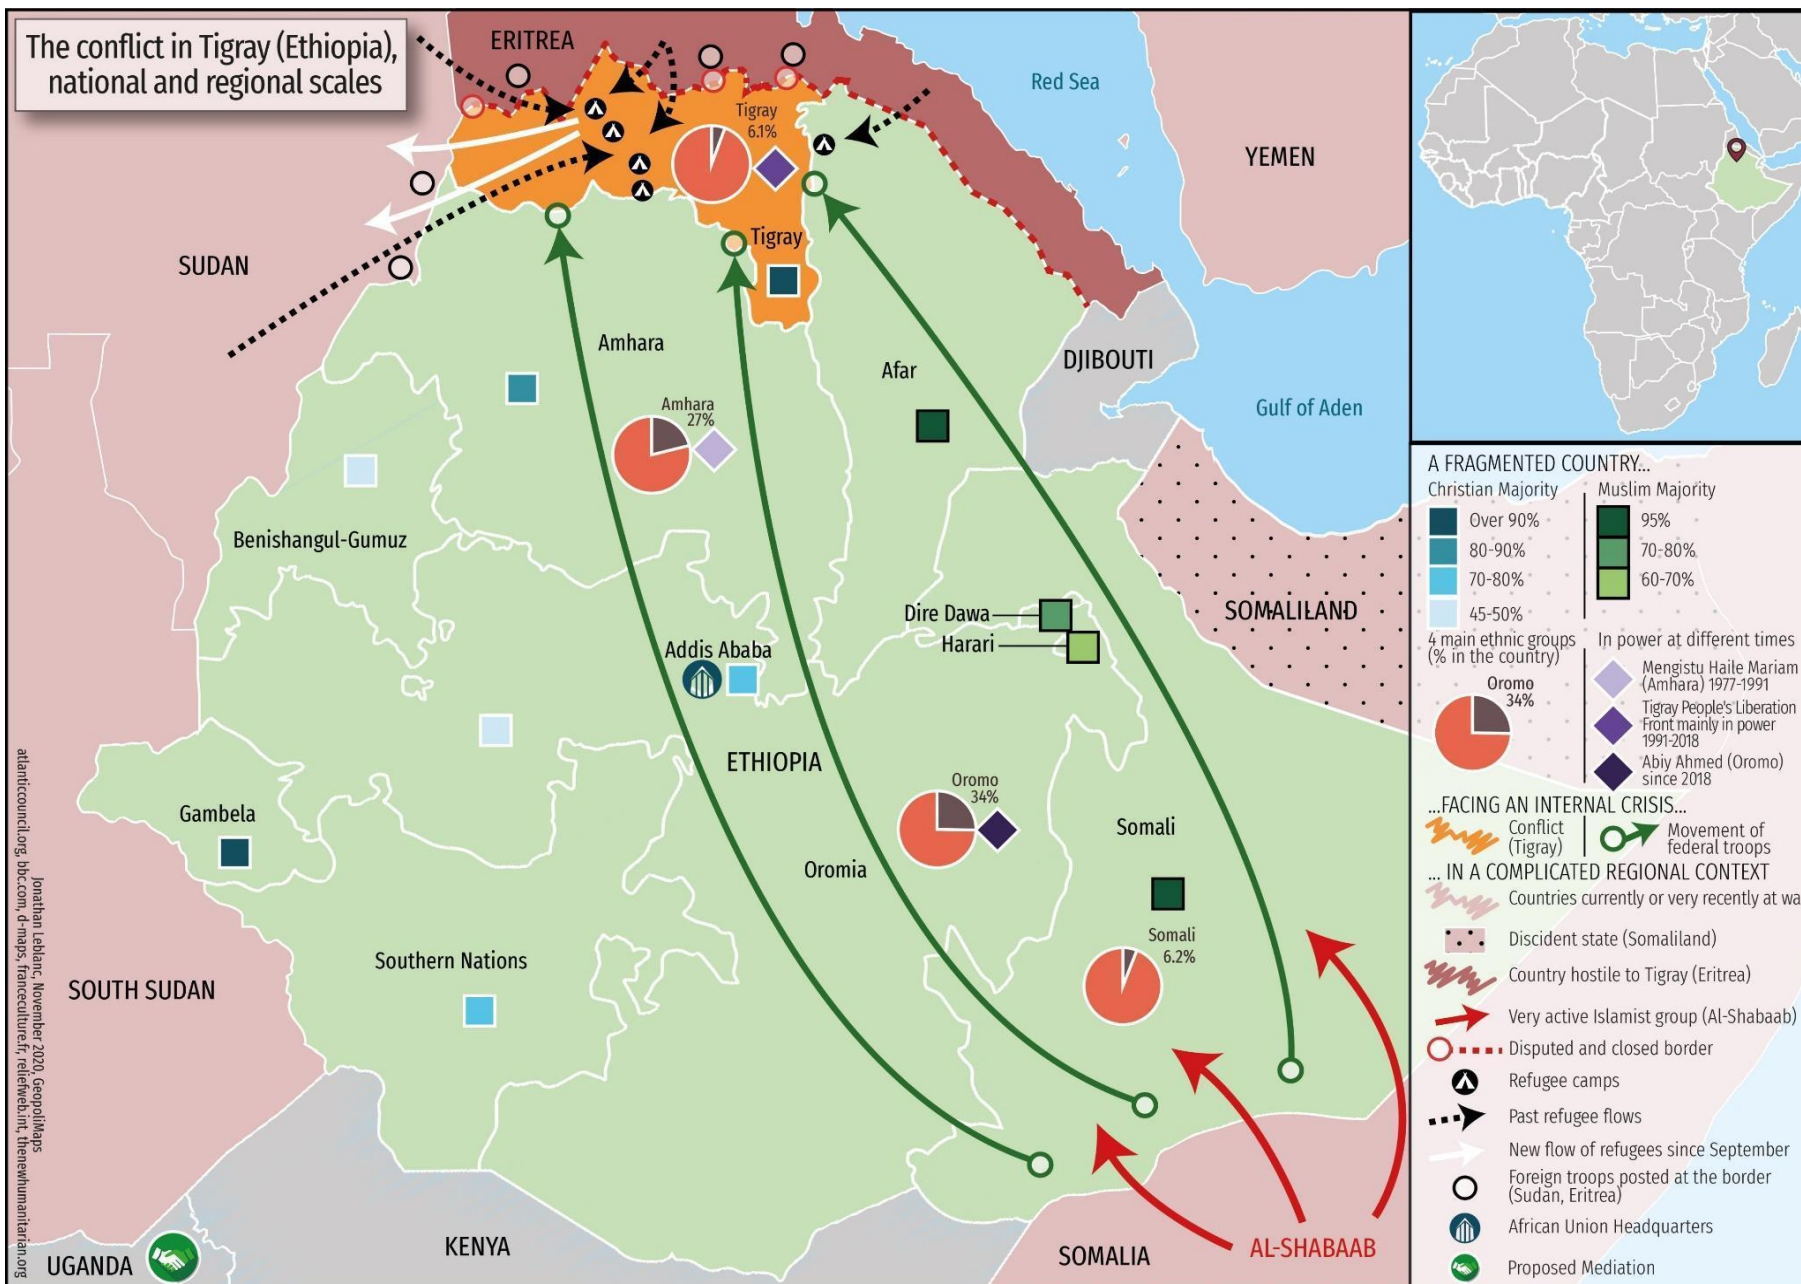 The conflict in Tigray (Ethiopia),
national and regional scales
ERITREA
Red Sea
YEMEN
Tigray
6.1%
SUDAN
Tigray
Amhara
Afar
DJIBOUTI
Gulf of Aden
Amhara
27%
Benishangul-Gumuz
Dire Dawa
Harari
SOMALILAND
Addis Ababa
ETHIOPIA
Oromo
34%
Gambela
Oromia
Somali
Somali
6.2%
Southern Nations
SOUTH SUDAN
AL-SHABAAB
KENYA
SOMALIA
UGANDA
Jonathan Leblanc, November 2020, GeopoliMaps
atlanticcouncil.org, bbc.com, d-maps, franceculture.fr, reliefweb.int, thenewhumanitarian.org
A FRAGMENTED COUNTRY...
Christian Majority
Over 90%
80-90%
70-80%
45-50%
Muslim Majority
95%
70-80%
60-70%
4 main ethnic groups
(% in the country)
Oromo
34%
In power at different times
Mengistu Haile Mariam
(Amhara) 1977-1991
Tigray People's Liberation
Front mainly in power
1991-2018
Abiy Ahmed (Oromo)
since 2018
...FACING AN INTERNAL CRISIS...
Conflict
(Tigray)
Movement of
federal troops
... IN A COMPLICATED REGIONAL CONTEXT
Countries currently or very recently at wa
Discident state (Somaliland)
Country hostile to Tigray (Eritrea)
Very active Islamist group (Al-Shabaab)
Disputed and closed border
Refugee camps
Past refugee flows
New flow of refugees since September
Foreign troops posted at the border
(Sudan, Eritrea)
African Union Headquarters
Proposed Mediation